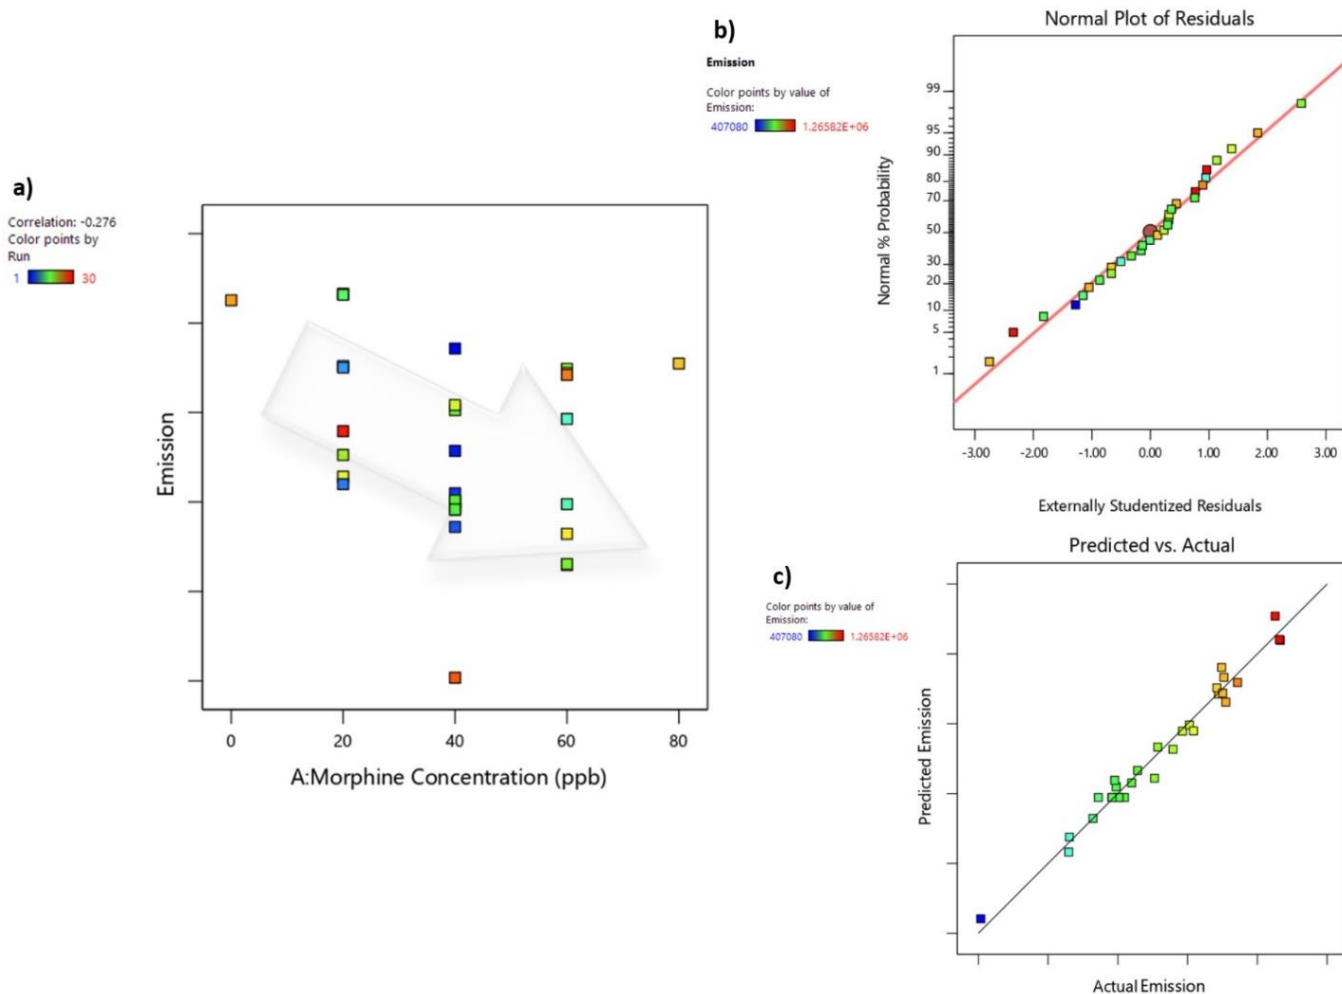 a)
Correlation: -0.276
Color points by
Run
1 30
Emission
0 20 40 60 80
A:Morphine Concentration (ppb)
b)
Normal Plot of Residuals
Emission
Color points by value of
Emission:
407080 1.26582E+06
Normal % Probability
99
95
90
80
70
50
30
20
10
5
1
-3.00 -2.00 -1.00 0.00 1.00 2.00 3.00
Externally Studentized Residuals
c)
Predicted vs. Actual
Color points by value of
Emission:
407080 1.26582E+06
Predicted Emission
Actual Emission